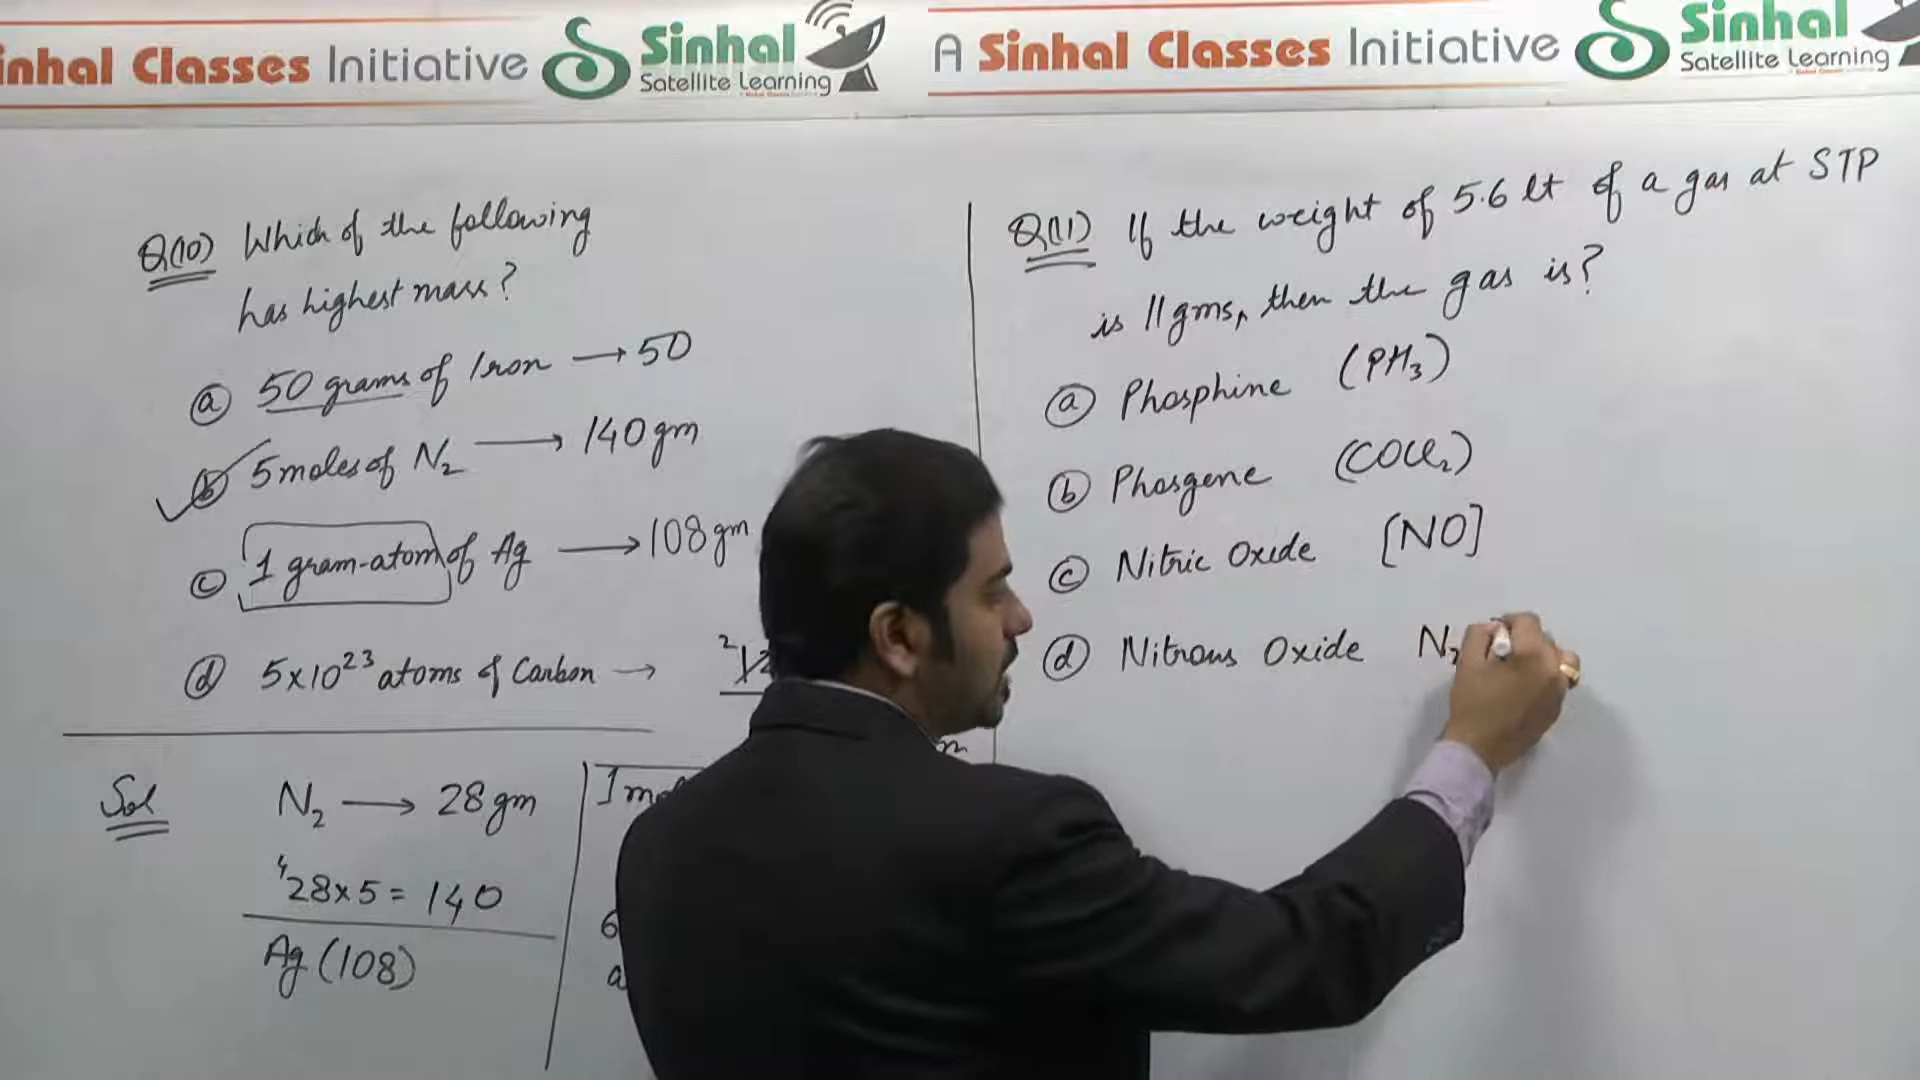 inhal Classes Initiative Sinhal Satellite Learning
A Sinhal Classes Initiative Sinhal Satellite Learning
Q(10) Which of the following
has highest mass?
(a) 50 grams of Iron → 50
(b) 5 moles of N₂ → 140 gm
(c) 1 gram-atom of Ag → 108 gm
(d) 5×10²³ atoms of Carbon →
Sol N₂ → 28 gm
28×5 = 140
Ag (108)
Q(11) If the weight of 5.6 lt of a gas at STP
is 11 gms, then the gas is?
(a) Phosphine (PH₃)
(b) Phosgene (COCl₂)
(c) Nitric Oxide [NO]
(d) Nitrous Oxide N₂